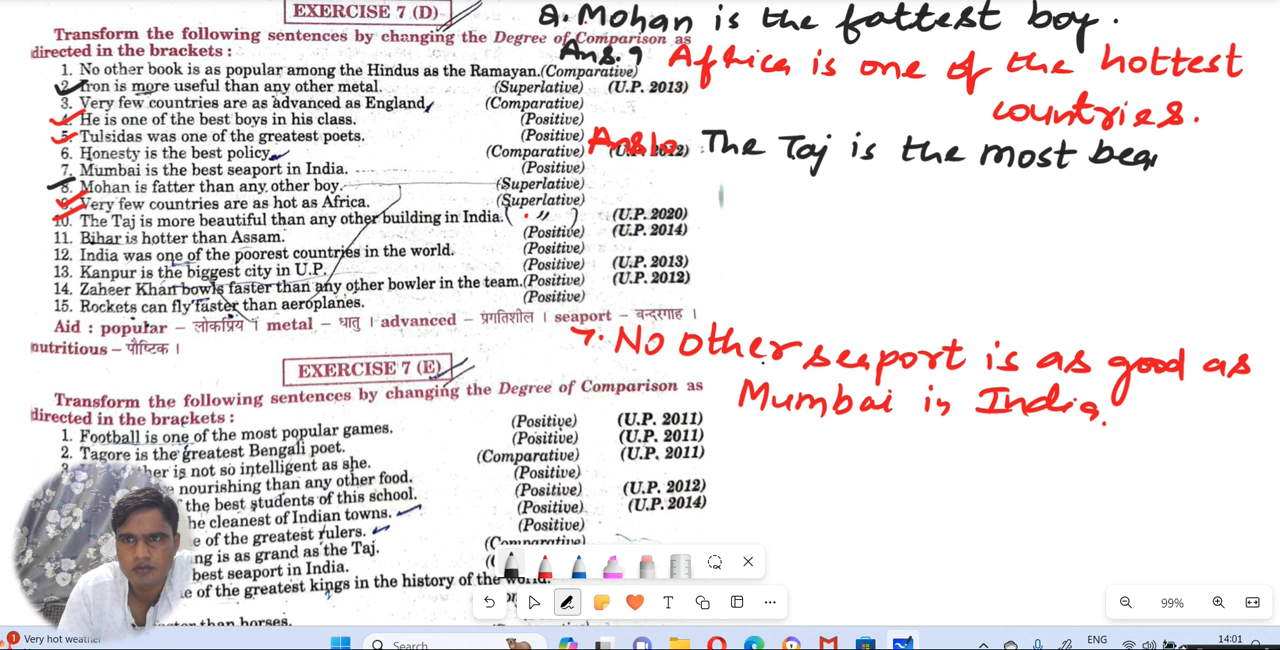 EXERCISE 7 (D)
Transform the following sentences by changing the Degree of Comparison as
directed in the brackets :
1. No other book is as popular among the Hindus as the Ramayan.(Comparative)
2. Iron is more useful than any other metal. (Superlative) (U.P. 2013)
3. Very few countries are as advanced as England, (Comparative)
4. He is one of the best boys in his class. (Positive)
5. Tulsidas was one of the greatest poets. (Positive)
6. Honesty is the best policy (Comparative) (U.P. 2012)
7. Mumbai is the best seaport in India. (Positive)
8. Mohan is fatter than any other boy. (Superlative)
9. Very few countries are as hot as Africa. (Superlative)
10. The Taj is more beautiful than any other building in India. ( " ) (U.P. 2020)
11. Bihar is hotter than Assam. (Positive) (U.P. 2014)
12. India was one of the poorest countries in the world. (Positive)
13. Kanpur is the biggest city in U.P. (Positive) (U.P. 2013)
14. Zaheer Khan bowls faster than any other bowler in the team.(Positive) (U.P. 2012)
15. Rockets can fly faster than aeroplanes. (Positive)
Aid : popular – लोकप्रिय । metal – धातु । advanced – प्रगतिशील । seaport – बन्दरगाह ।
nutritious – पौष्टिक ।
EXERCISE 7 (E)
Transform the following sentences by changing the Degree of Comparison as
directed in the brackets :
1. Football is one of the most popular games. (Positive) (U.P. 2011)
2. Tagore is the greatest Bengali poet. (Positive) (U.P. 2011)
her is not so intelligent as she. (Comparative) (U.P. 2011)
nourishing than any other food. (Positive)
the best students of this school. (Positive) (U.P. 2012)
he cleanest of Indian towns. (Positive) (U.P. 2014)
e of the greatest rulers. (Positive)
ng is as grand as the Taj. (Comparative)
best seaport in India.
e of the greatest kings in the history of the world.
than horses.
8. Mohan is the fattest boy.
Ans. 9 Africa is one of the hottest
countries.
Ans 10. The Taj is the most bea
7. No other seaport is as good as
Mumbai in India.
99%
1
Very hot weather
Search
ENG
14:01